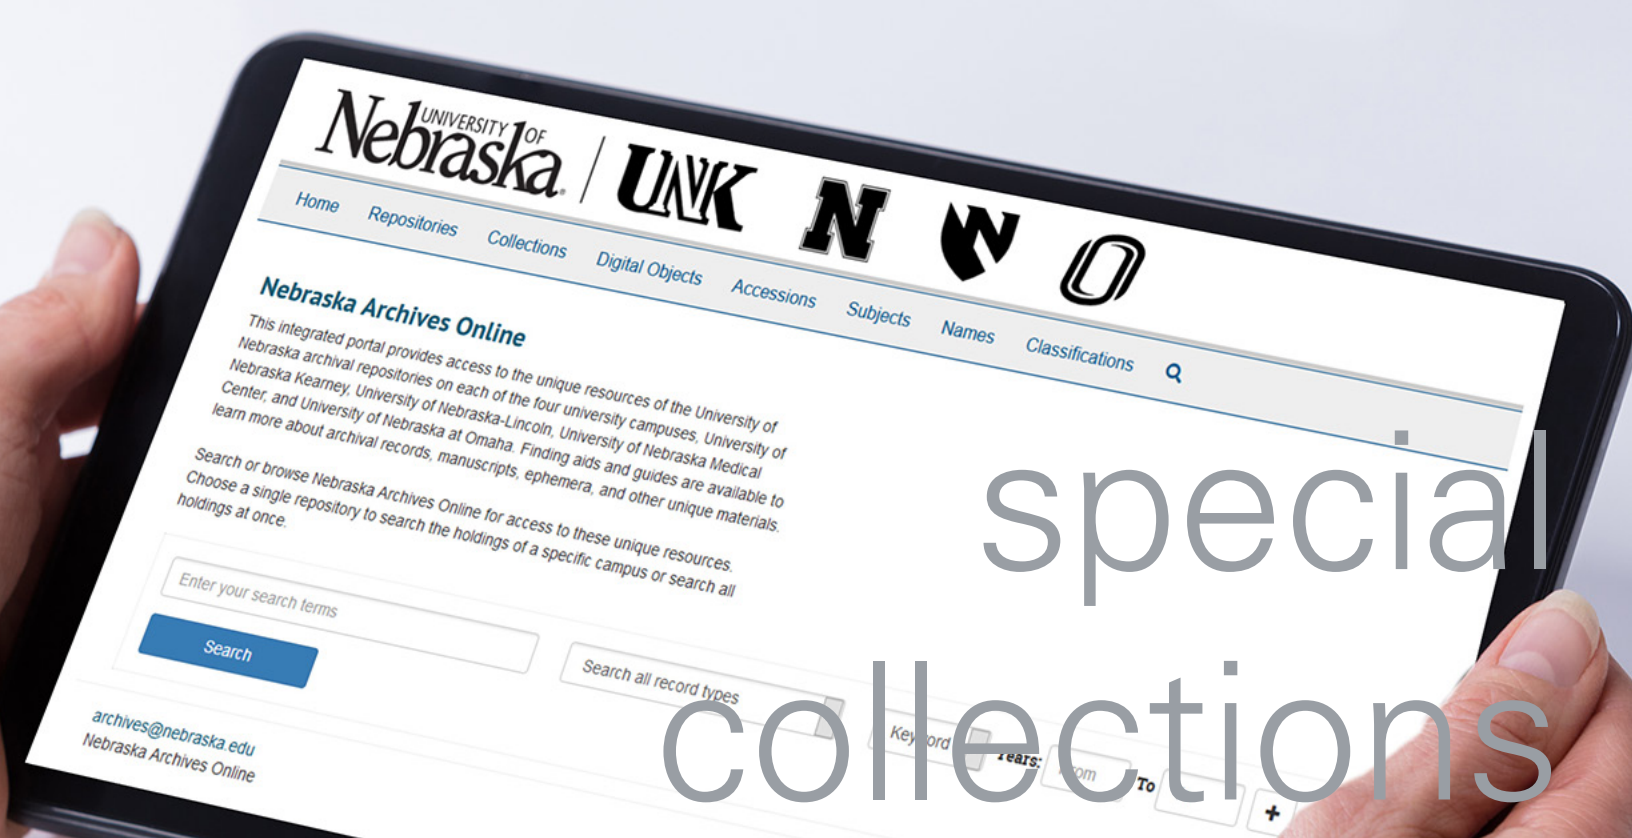 Nebraska
UNIVERSITY OF
UNK
N
N
O
Home Repositories Collections Digital Objects Accessions Subjects Names Classifications
Nebraska Archives Online
This integrated portal provides access to the unique resources of the University of
Nebraska archival repositories on each of the four university campuses, University of
Nebraska Kearney, University of Nebraska-Lincoln, University of Nebraska Medical
Center, and University of Nebraska at Omaha. Finding aids and guides are available to
learn more about archival records, manuscripts, ephemera, and other unique materials.
Search or browse Nebraska Archives Online for access to these unique resources.
Choose a single repository to search the holdings of a specific campus or search all
holdings at once.
Enter your search terms
Search all record types
Keyword
Years:
From
To
+
Search
archives@nebraska.edu
Nebraska Archives Online
special
collections